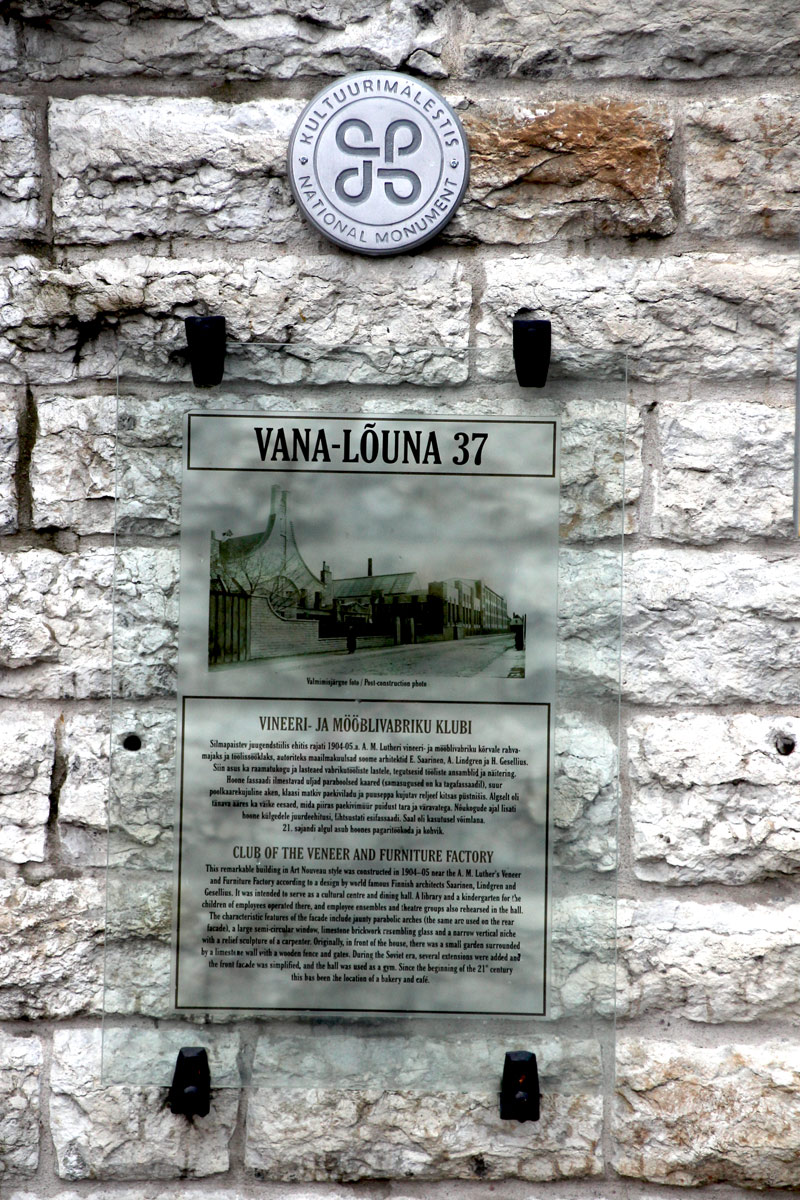 KULTUURIMÄLESTIS
NATIONAL MONUMENT
VANA-LÕUNA 37
Valmimisjärgne foto / Post-construction photo
VINEERI- JA MÖÖBLIVABRIKU KLUBI
Silmapaistev juugendstiilis ehitis rajati 1904-05.a. A. M. Lutheri vineeri- ja mööblivabriku kõrvale rahva-
majaks ja töölissööklaks, autoriteks maailmakuulsad soome arhitektid E. Saarinen, A. Lindgren ja H. Gesellius.
Siin asus ka raamatukogu ja lasteaed vabrikutööliste lastele, tegutsesid tööliste ansamblid ja näitering.
Hoone fassaadi ilmestavad uljad paraboolsed kaared (samasugused on ka tagafassaadil), suur
poolkaarekujuline aken, klaasi matkiv paekiviladu ja puuseppa kujutav reljeef kitsas püstnišis. Algselt oli
tänava ääres ka väike eesaed, mida piiras paekivimüür puidust tara ja väravatega. Nõukogude ajal lisati
hoone külgedele juurdeehitusi, lihtsustati esifassaadi. Saal oli kasutusel võimlana.
21. sajandi algul asub hoones pagaritöökoda ja kohvik.
CLUB OF THE VENEER AND FURNITURE FACTORY
This remarkable building in Art Nouveau style was constructed in 1904–05 near the A. M. Luther's Veneer
and Furniture Factory according to a design by world famous Finnish architects Saarinen, Lindgren and
Gesellius. It was intended to serve as a cultural centre and dining hall. A library and a kindergarten for the
children of employees operated there, and employee ensembles and theatre groups also rehearsed in the hall.
The characteristic features of the facade include jaunty parabolic arches (the same are used on the rear
facade), a large semi-circular window, limestone brickwork resembling glass and a narrow vertical niche
with a relief sculpture of a carpenter. Originally, in front of the house, there was a small garden surrounded
by a limestone wall with a wooden fence and gates. During the Soviet era, several extensions were added and
the front facade was simplified, and the hall was used as a gym. Since the beginning of the 21st century
this has been the location of a bakery and café.